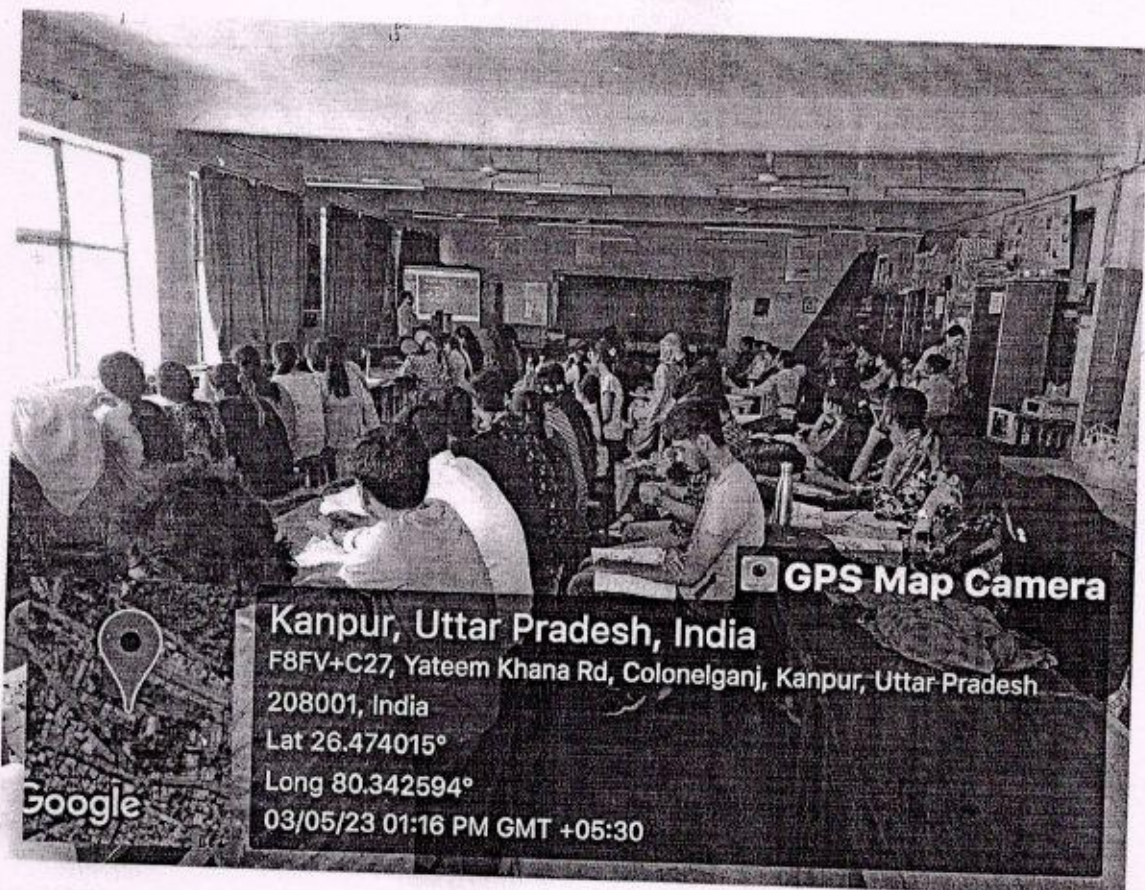 GPS Map Camera
Kanpur, Uttar Pradesh, India
F8FV+C27, Yateem Khana Rd, Colonelganj, Kanpur, Uttar Pradesh
208001, India
Lat 26.474015°
Long 80.342594°
03/05/23 01:16 PM GMT +05:30
Google